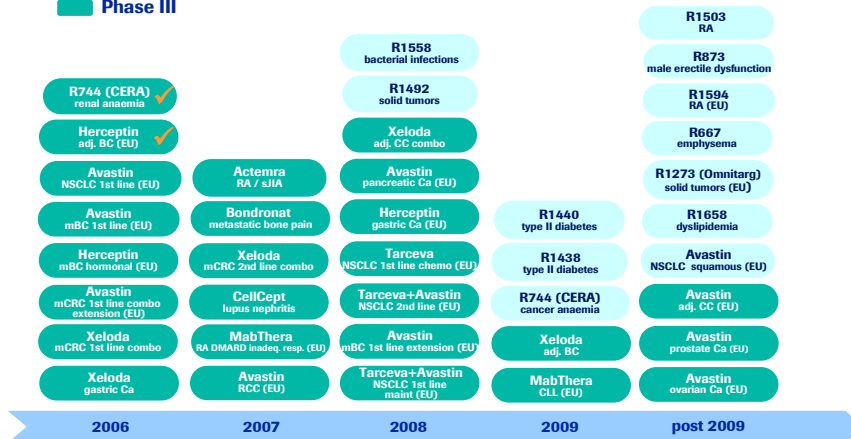 Phase III
R744 (CERA)
renal anaemia
Herceptin
adj. BC (EU)
Avastin
NSCLC 1st line (EU)
Avastin
mBC 1st line (EU)
Herceptin
mBC hormonal (EU)
Avastin
mCRC 1st line combo
extension (EU)
Xeloda
mCRC 1st line combo
Xeloda
gastric Ca
2006
Actemra
RA / sJIA
Bondronat
metastatic bone pain
Xeloda
mCRC 2nd line combo
CellCept
lupus nephritis
MabThera
RA DMARD inadeq. resp. (EU)
Avastin
RCC (EU)
2007
R1558
bacterial infections
R1492
solid tumors
Xeloda
adj. CC combo
Avastin
pancreatic Ca (EU)
Herceptin
gastric Ca (EU)
Tarceva
NSCLC 1st line chemo (EU)
Tarceva+Avastin
NSCLC 2nd line (EU)
Avastin
mBC 1st line extension (EU)
Tarceva+Avastin
NSCLC 1st line
maint (EU)
2008
R1440
type II diabetes
R1438
type II diabetes
R744 (CERA)
cancer anaemia
Xeloda
adj. BC
MabThera
CLL (EU)
2009
R1503
RA
R873
male erectile dysfunction
R1594
RA (EU)
R667
emphysema
R1273 (Omnitarg)
solid tumors (EU)
R1658
dyslipidemia
Avastin
NSCLC squamous (EU)
Avastin
adj. CC (EU)
Avastin
prostate Ca (EU)
Avastin
ovarian Ca (EU)
post 2009